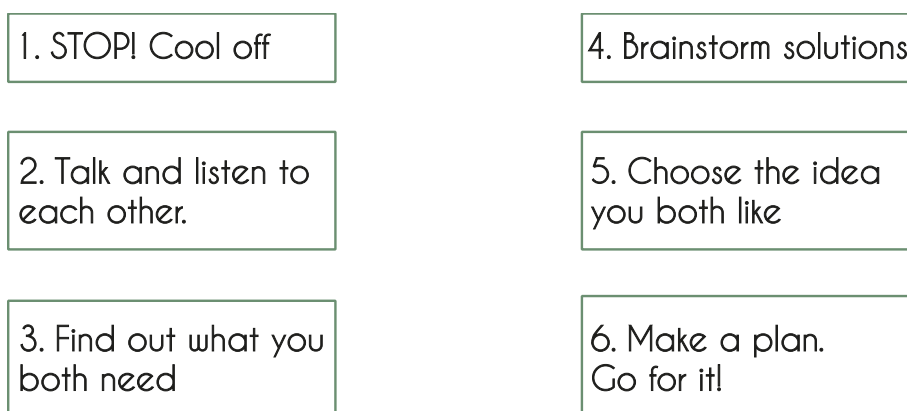 1. STOP! Cool off
2. Talk and listen to
each other.
3. Find out what you
both need
4. Brainstorm solutions
5. Choose the idea
you both like
6. Make a plan.
Go for it!